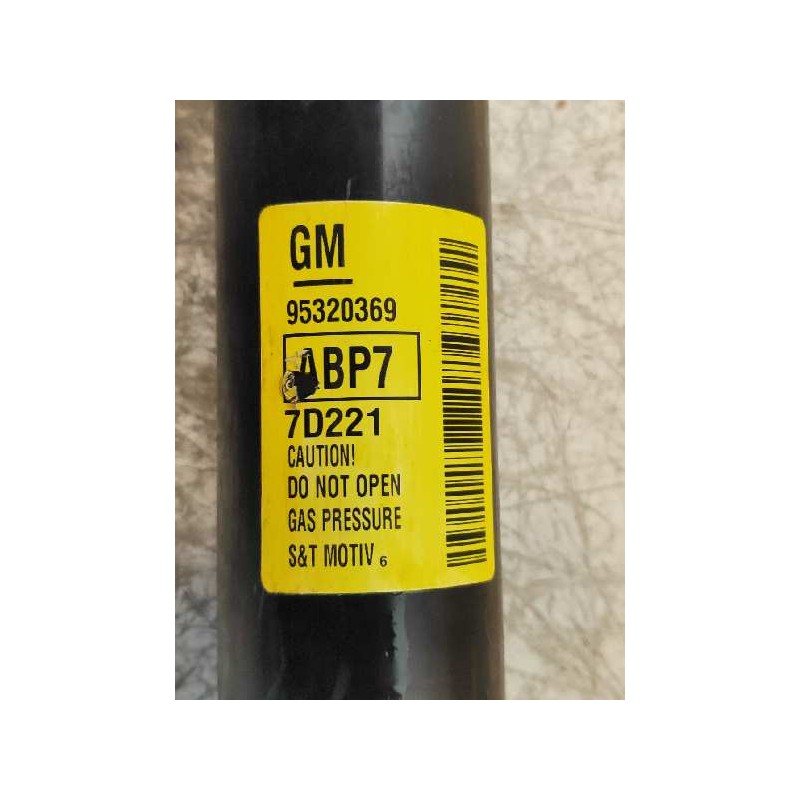 GM
95320369
ABP7
7D221
CAUTION!
DO NOT OPEN
GAS PRESSURE
S&T MOTIV 6